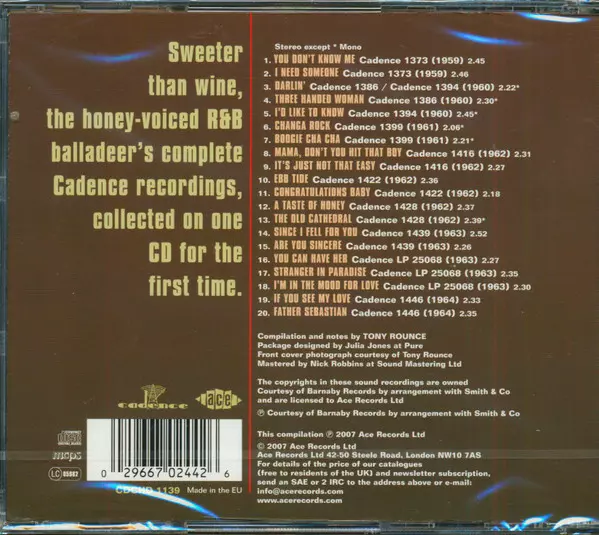 Sweeter
than wine,
the honey-voiced R&B
balladeer's complete
Cadence recordings,
collected on one
CD for the
first time.
Stereo except * Mono
1. YOU DON'T KNOW ME Cadence 1373 (1959) 2.45
2. I NEED SOMEONE Cadence 1373 (1959) 2.46
3. DARLIN' Cadence 1386 / Cadence 1394 (1960) 2.22*
4. THREE HANDED WOMAN Cadence 1386 (1960) 2.30*
5. I'D LIKE TO KNOW Cadence 1394 (1960) 2.45*
6. CHANGA ROCK Cadence 1399 (1961) 2.06*
7. BOOGIE CHA CHA Cadence 1399 (1961) 2.21*
8. MAMA, DON'T YOU HIT THAT BOY Cadence 1416 (1962) 2.31
9. IT'S JUST NOT THAT EASY Cadence 1416 (1962) 2.27
10. EBB TIDE Cadence 1422 (1962) 2.36
11. CONGRATULATIONS BABY Cadence 1422 (1962) 2.18
12. A TASTE OF HONEY Cadence 1428 (1962) 2.37
13. THE OLD CATHEDRAL Cadence 1428 (1962) 2.39*
14. SINCE I FELL FOR YOU Cadence 1439 (1963) 2.52
15. ARE YOU SINCERE Cadence 1439 (1963) 2.26
16. YOU CAN HAVE HER Cadence LP 25068 (1963) 2.27
17. STRANGER IN PARADISE Cadence LP 25068 (1963) 2.35
18. I'M IN THE MOOD FOR LOVE Cadence LP 25068 (1963) 2.30
19. IF YOU SEE MY LOVE Cadence 1446 (1964) 2.33
20. FATHER SEBASTIAN Cadence 1446 (1964) 2.35
Compilation and notes by TONY ROUNCE
Package designed by Julia Jones at Pure
Front cover photograph courtesy of Tony Rounce
Mastered by Nick Robbins at Sound Mastering Ltd
The copyrights in these sound recordings are owned
Courtesy of Barnaby Records by arrangement with Smith & Co
and are licensed to Ace Records Ltd
℗ Courtesy of Barnaby Records by arrangement with Smith & Co
This compilation ℗ 2007 Ace Records Ltd
© 2007 Ace Records Ltd
Ace Records Ltd 42-50 Steele Road, London NW10 7AS
For details of the price of our catalogues
(free to residents of the UK) and newsletter subscription,
send an SAE or 2 IRC to the address above or e-mail:
info@acerecords.com
www.acerecords.com
cadence
ACE
COMPACT
disc
DIGITAL AUDIO
mcps
LC 05882
0 29667 02442 6
CDCHD 1139 Made in the EU